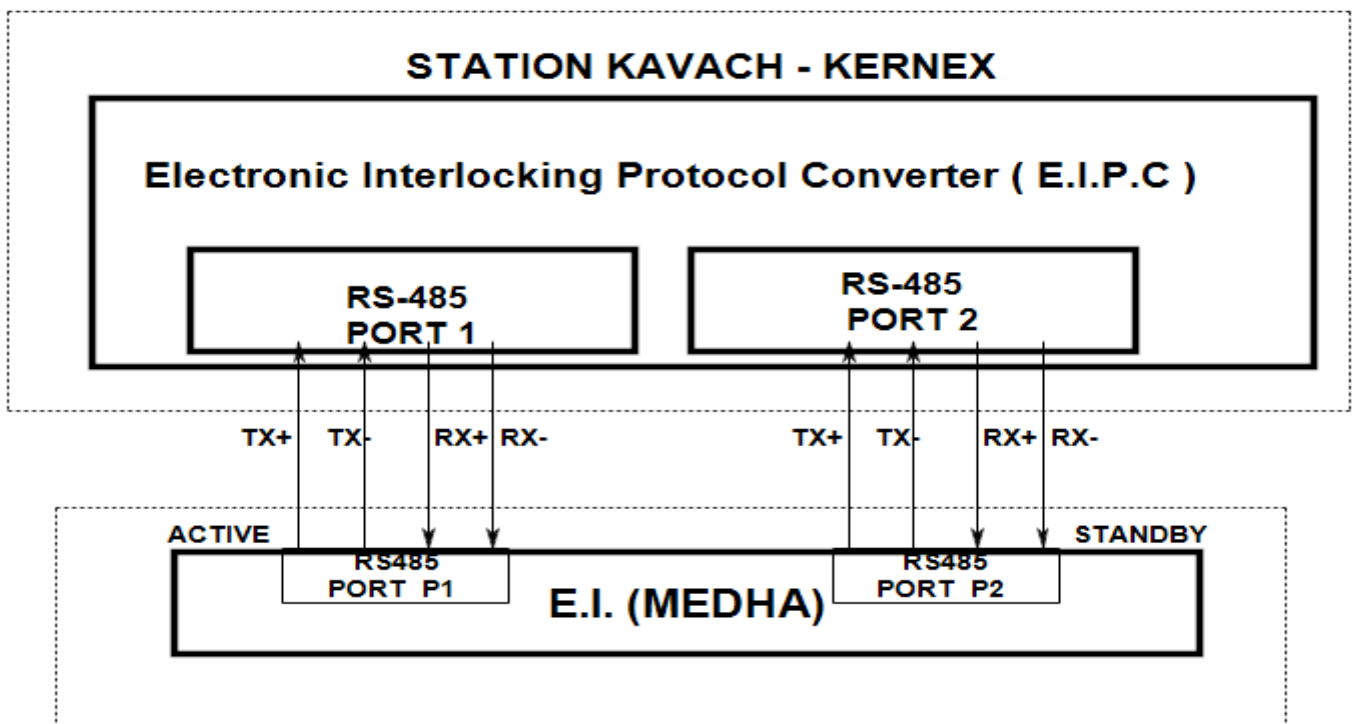 STATION KAVACH - KERNEX
Electronic Interlocking Protocol Converter ( E.I.P.C )
RS-485
PORT 1
RS-485
PORT 2
TX+ TX- RX+ RX- TX+ TX- RX+ RX-
ACTIVE STANDBY
RS485
PORT P1
RS485
PORT P2
E.I. (MEDHA)